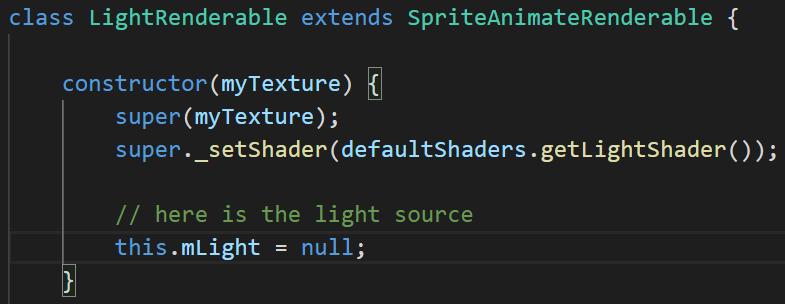 class LightRenderable extends SpriteAnimateRenderable {
constructor(myTexture) {
super(myTexture);
super._setShader(defaultShaders.getLightShader());
// here is the light source
this.mLight = null;
}